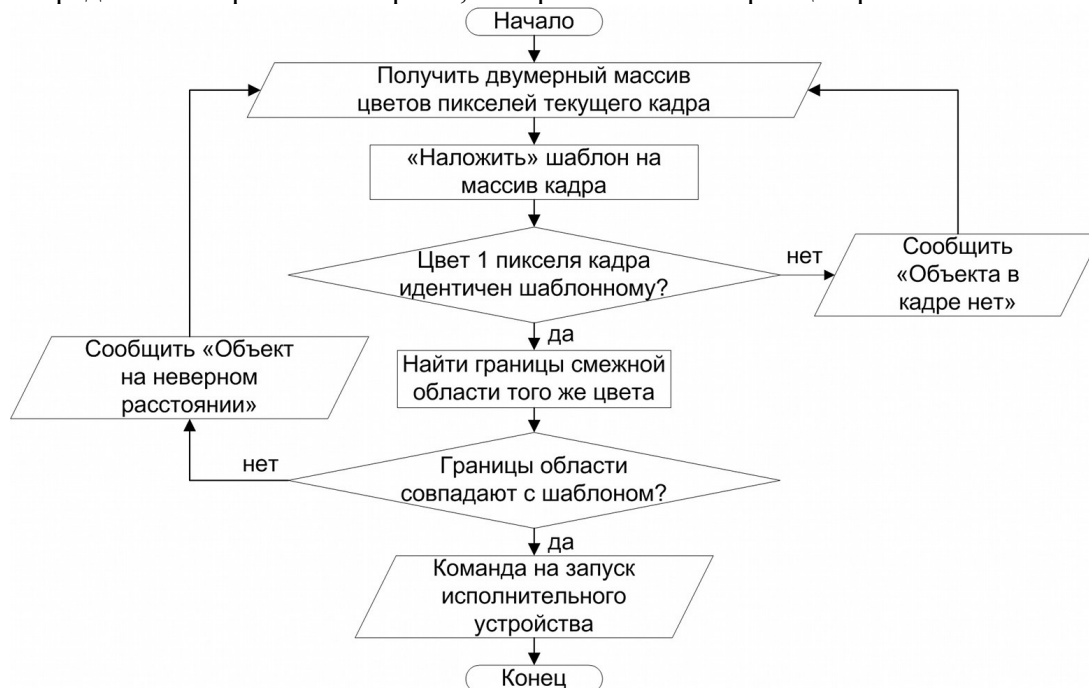 Начало
Получить двумерный массив
цветов пикселей текущего кадра
«Наложить» шаблон на
массив кадра
Цвет 1 пикселя кадра
идентичен шаблонному?
нет
Сообщить
«Объекта в
кадре нет»
да
Найти границы смежной
области того же цвета
Сообщить «Объект
на неверном
расстоянии»
нет
Границы области
совпадают с шаблоном?
да
Команда на запуск
исполнительного
устройства
Конец